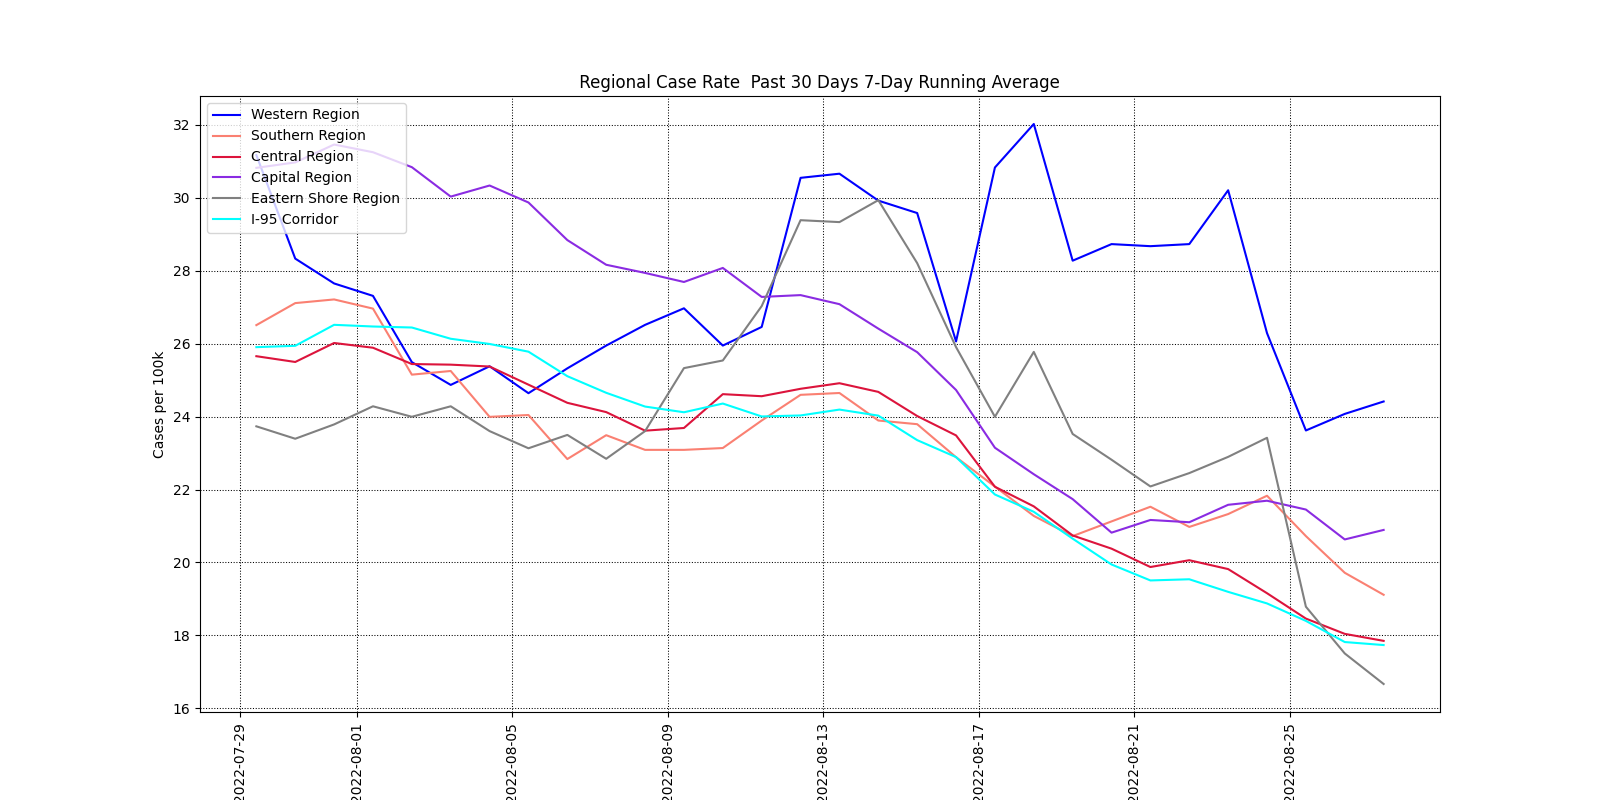 Regional Case Rate  Past 30 Days 7-Day Running Average
Western Region
Southern Region
Central Region
Capital Region
Eastern Shore Region
I-95 Corridor
Cases per 100k
32
30
28
26
24
22
20
18
16
2022-07-29
2022-08-01
2022-08-05
2022-08-09
2022-08-13
2022-08-17
2022-08-21
2022-08-25